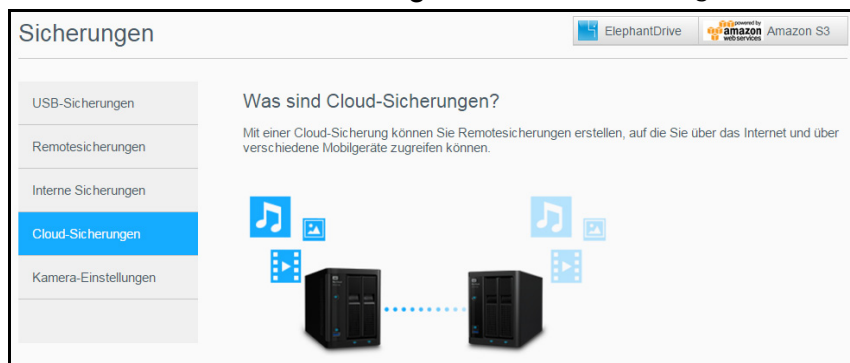 Sicherungen
ElephantDrive
powered by
amazon
web services
Amazon S3
USB-Sicherungen
Remotesicherungen
Interne Sicherungen
Cloud-Sicherungen
Kamera-Einstellungen
Was sind Cloud-Sicherungen?
Mit einer Cloud-Sicherung können Sie Remotesicherungen erstellen, auf die Sie über das Internet und über
verschiedene Mobilgeräte zugreifen können.